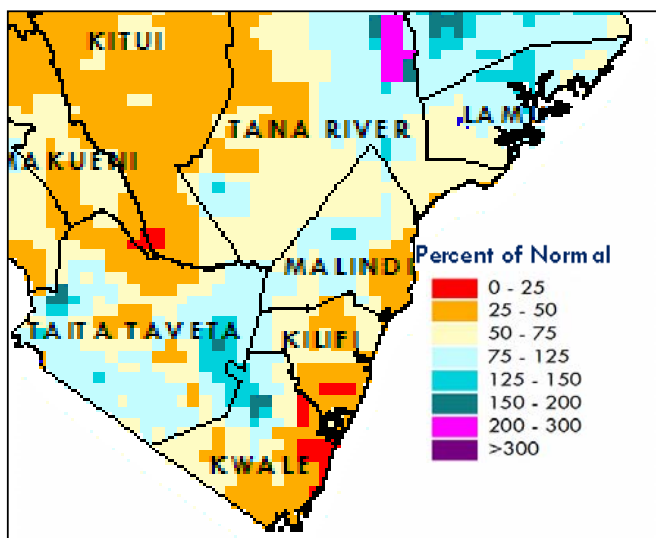 KITUI
TANA RIVER
MAKUENI
MALINDI
TAITA TAVETA
KILIFI
KWALE
Percent of Normal
0 - 25
25 - 50
50 - 75
75 - 125
125 - 150
150 - 200
200 - 300
>300